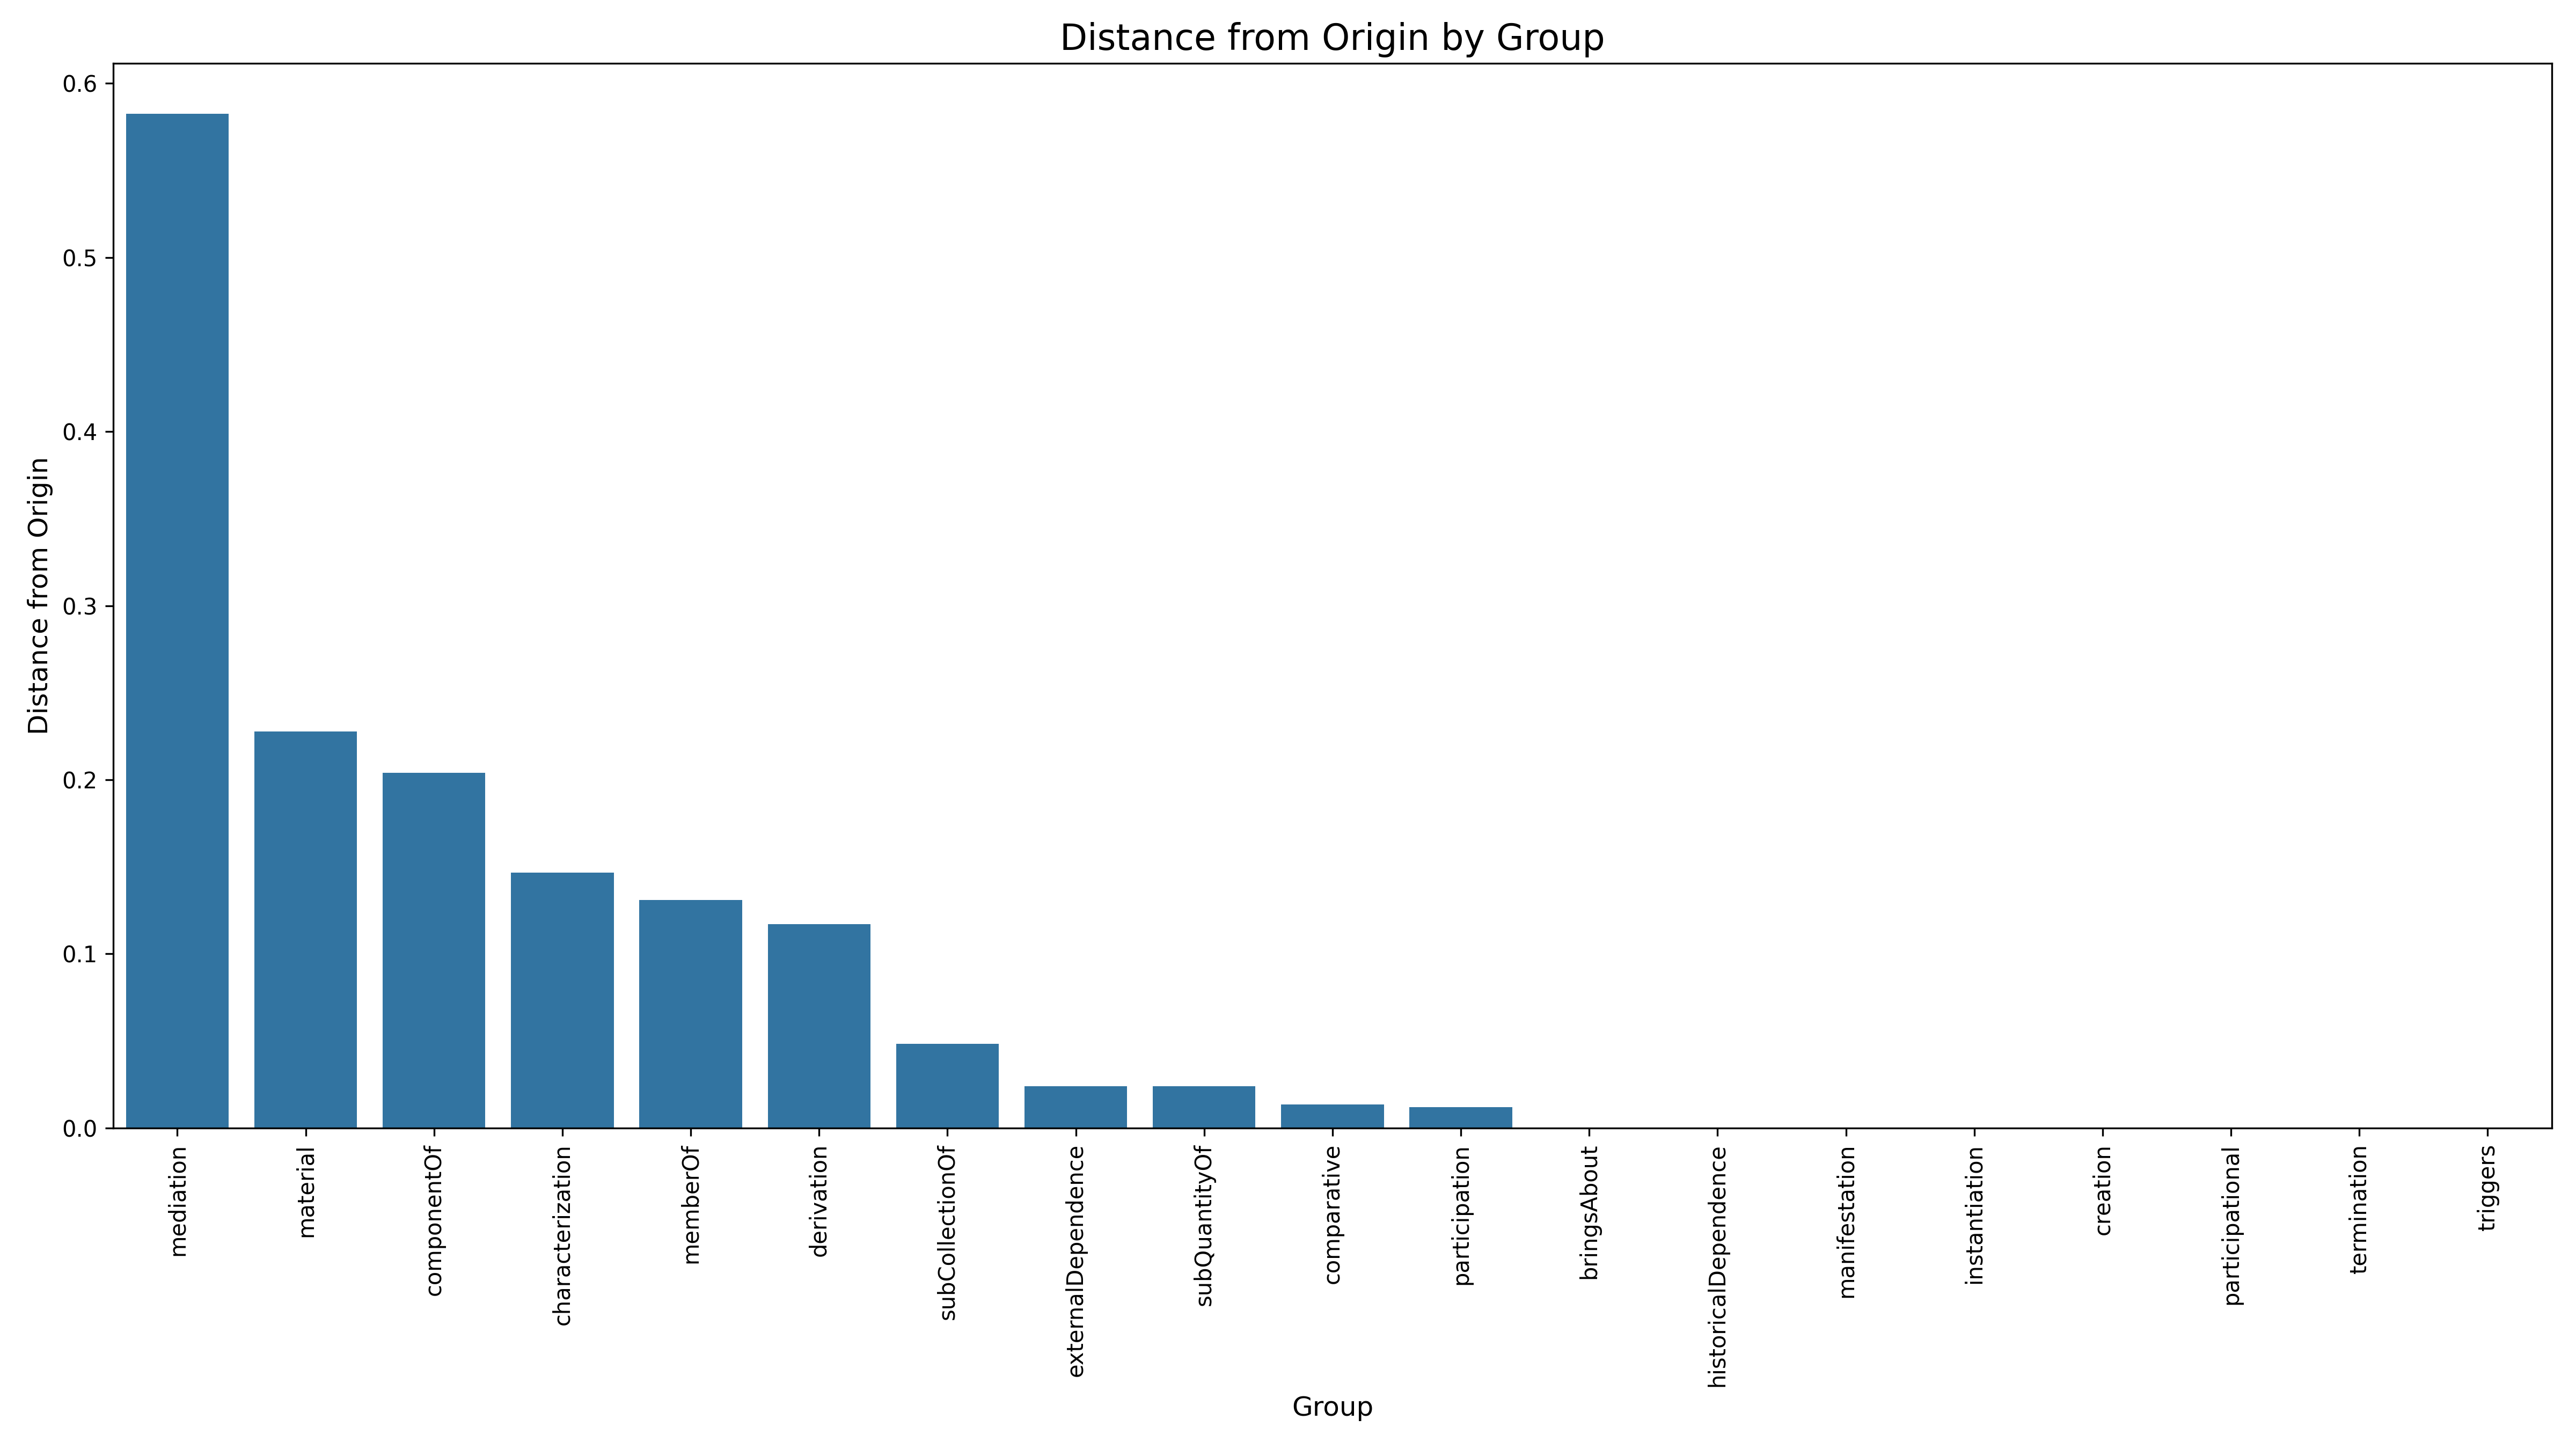 Distance from Origin by Group
Distance from Origin
0.6
0.5
0.4
0.3
0.2
0.1
0.0
mediation
material
componentOf
characterization
memberOf
derivation
subCollectionOf
externalDependence
subQuantityOf
comparative
participation
bringsAbout
historicalDependence
manifestation
instantiation
creation
participational
termination
triggers
Group